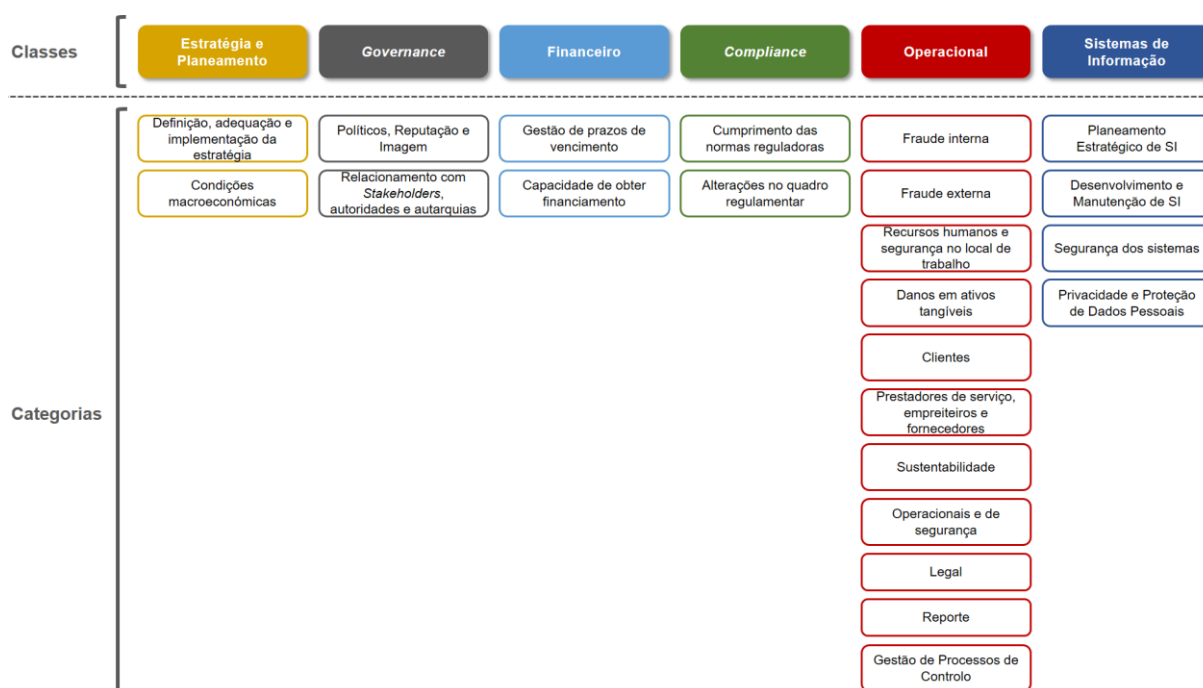 Classes
Estratégia e
Planeamento
Governance
Financeiro
Compliance
Operacional
Sistemas de
Informação
Categorias
Definição, adequação e
implementação da
estratégia
Condições
macroeconómicas
Políticos, Reputação e
Imagem
Relacionamento com
Stakeholders,
autoridades e autarquias
Gestão de prazos de
vencimento
Capacidade de obter
financiamento
Cumprimento das
normas reguladoras
Alterações no quadro
regulamentar
Fraude interna
Fraude externa
Recursos humanos e
segurança no local de
trabalho
Danos em ativos
tangíveis
Clientes
Prestadores de serviço,
empreiteiros e
fornecedores
Sustentabilidade
Operacionais e de
segurança
Legal
Reporte
Gestão de Processos de
Controlo
Planeamento
Estratégico de SI
Desenvolvimento e
Manutenção de SI
Segurança dos sistemas
Privacidade e Proteção
de Dados Pessoais